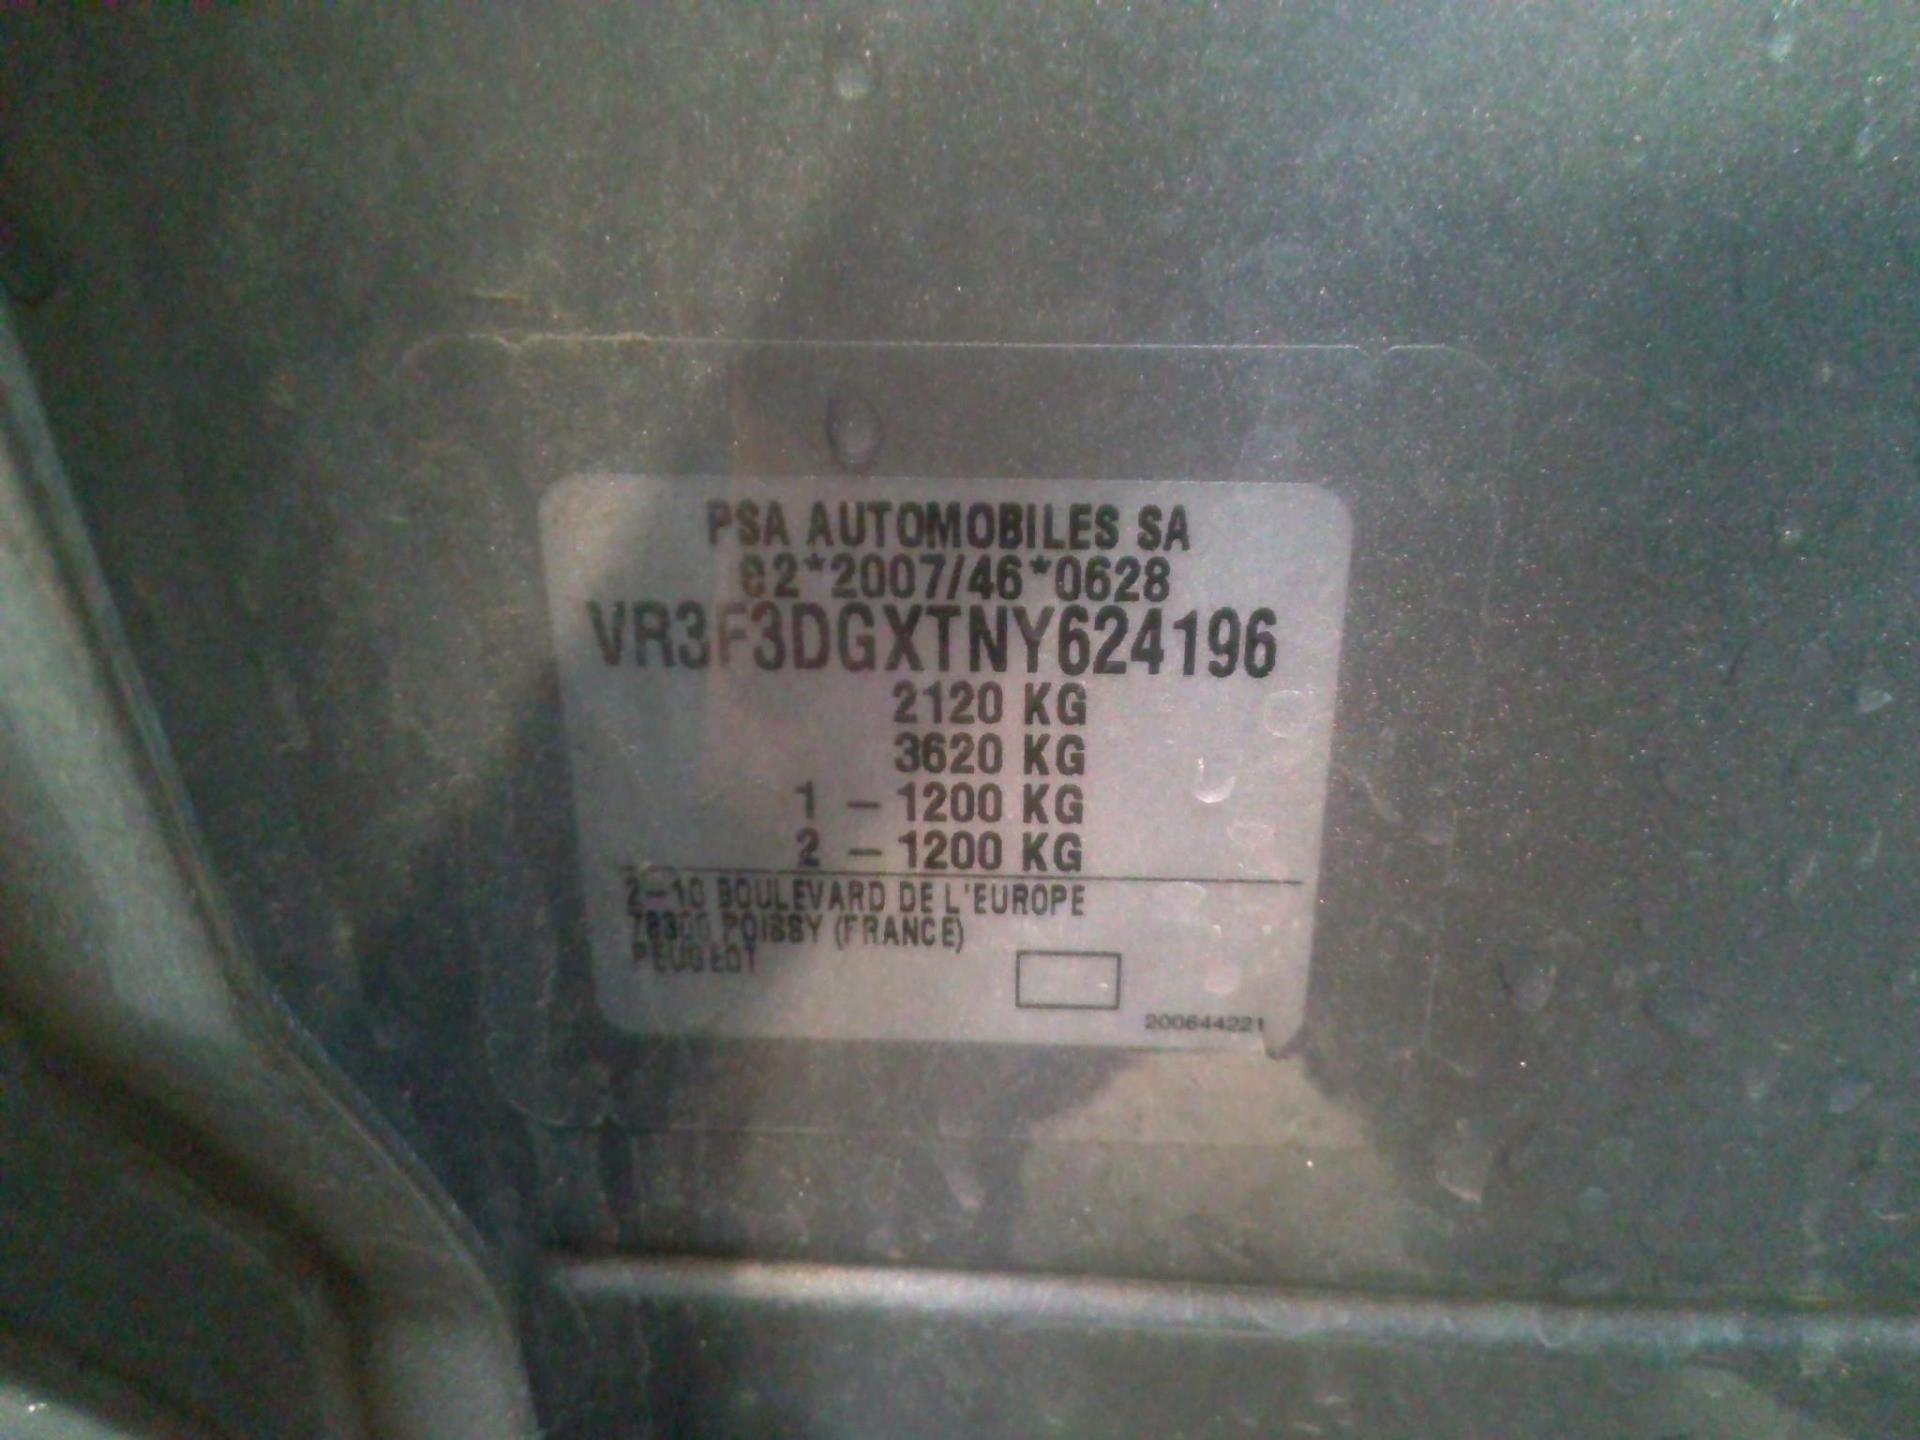 PSA AUTOMOBILES SA
e2*2007/46*0628
VR3F3DGXTNY624196
2120 KG
3620 KG
1 - 1200 KG
2 - 1200 KG
2-10 BOULEVARD DE L'EUROPE
78300 POISSY (FRANCE)
PEUGEOT
200644221